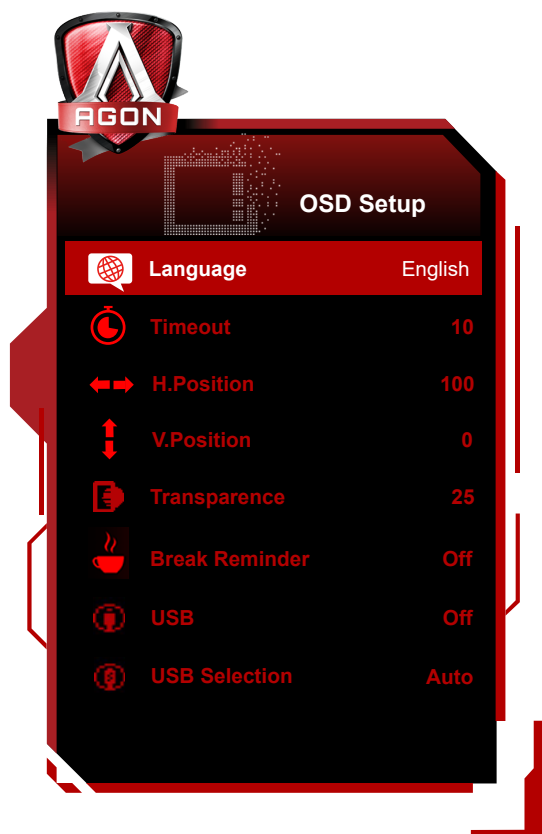 AGON
OSD Setup
Language English
Timeout 10
H.Position 100
V.Position 0
Transparence 25
Break Reminder Off
USB Off
USB Selection Auto